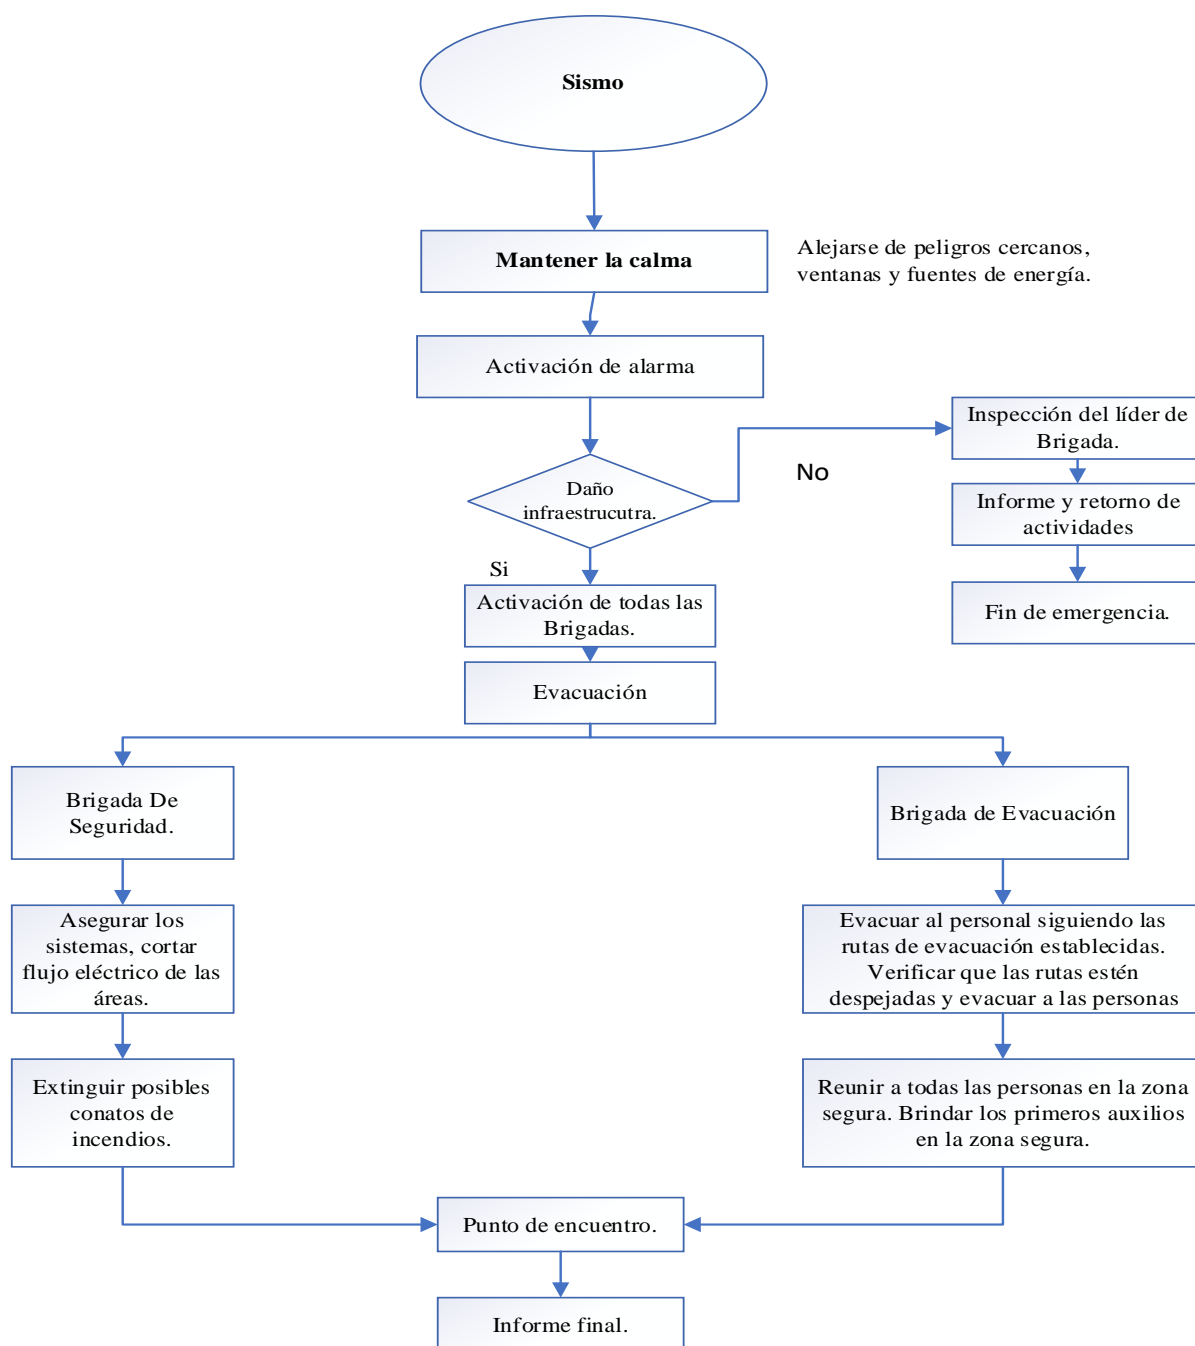 Sismo
Mantener la calma
Alejarse de peligros cercanos,
ventanas y fuentes de energía.
Activación de alarma
Daño
infraestrucutra.
No
Inspección del líder de
Brigada.
Informe y retorno de
actividades
Fin de emergencia.
Si
Activación de todas las
Brigadas.
Evacuación
Brigada De
Seguridad.
Asegurar los
sistemas, cortar
flujo eléctrico de las
áreas.
Extinguir posibles
conatos de
incendios.
Brigada de Evacuación
Evacuar al personal siguiendo las
rutas de evacuación establecidas.
Verificar que las rutas estén
despejadas y evacuar a las personas
Reunir a todas las personas en la zona
segura. Brindar los primeros auxilios
en la zona segura.
Punto de encuentro.
Informe final.